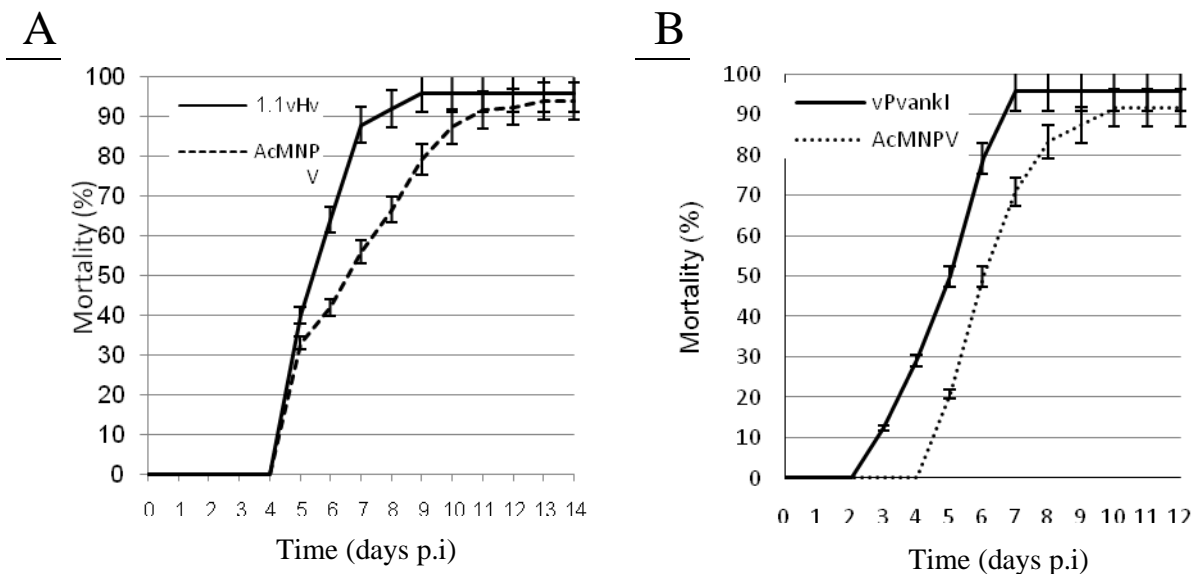 A
100
90
80
70
60
50
40
30
20
10
0
Mortality (%)
1.1vHv
AcMNP
V
0 1 2 3 4 5 6 7 8 9 10 11 12 13 14
Time (days p.i)
B
100
90
80
70
60
50
40
30
20
10
0
Mortality (%)
vPvankI
AcMNPV
0 1 2 3 4 5 6 7 8 9 10 11 12
Time (days p.i)